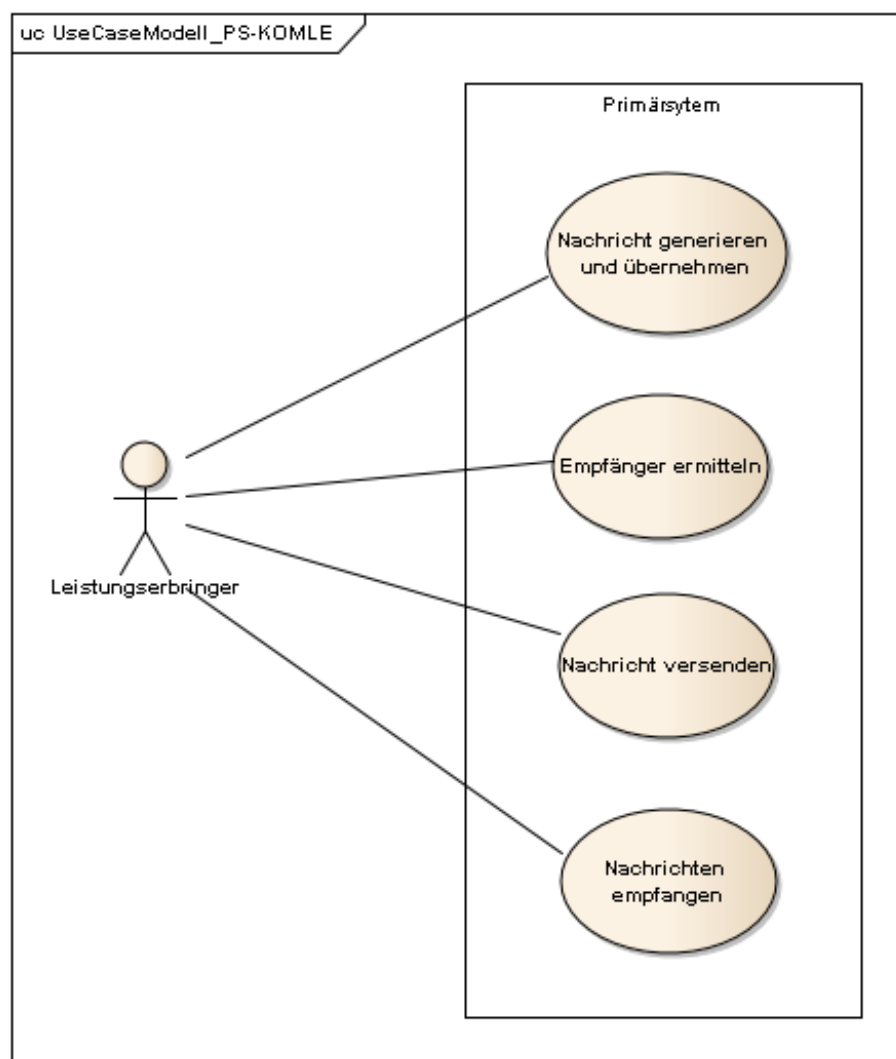 uc UseCaseModell_PS-KOMLE
Primärsytem
Nachricht generieren
und übernehmen
Empfänger ermitteln
Leistungserbringer
Nachricht versenden
Nachrichten
empfangen